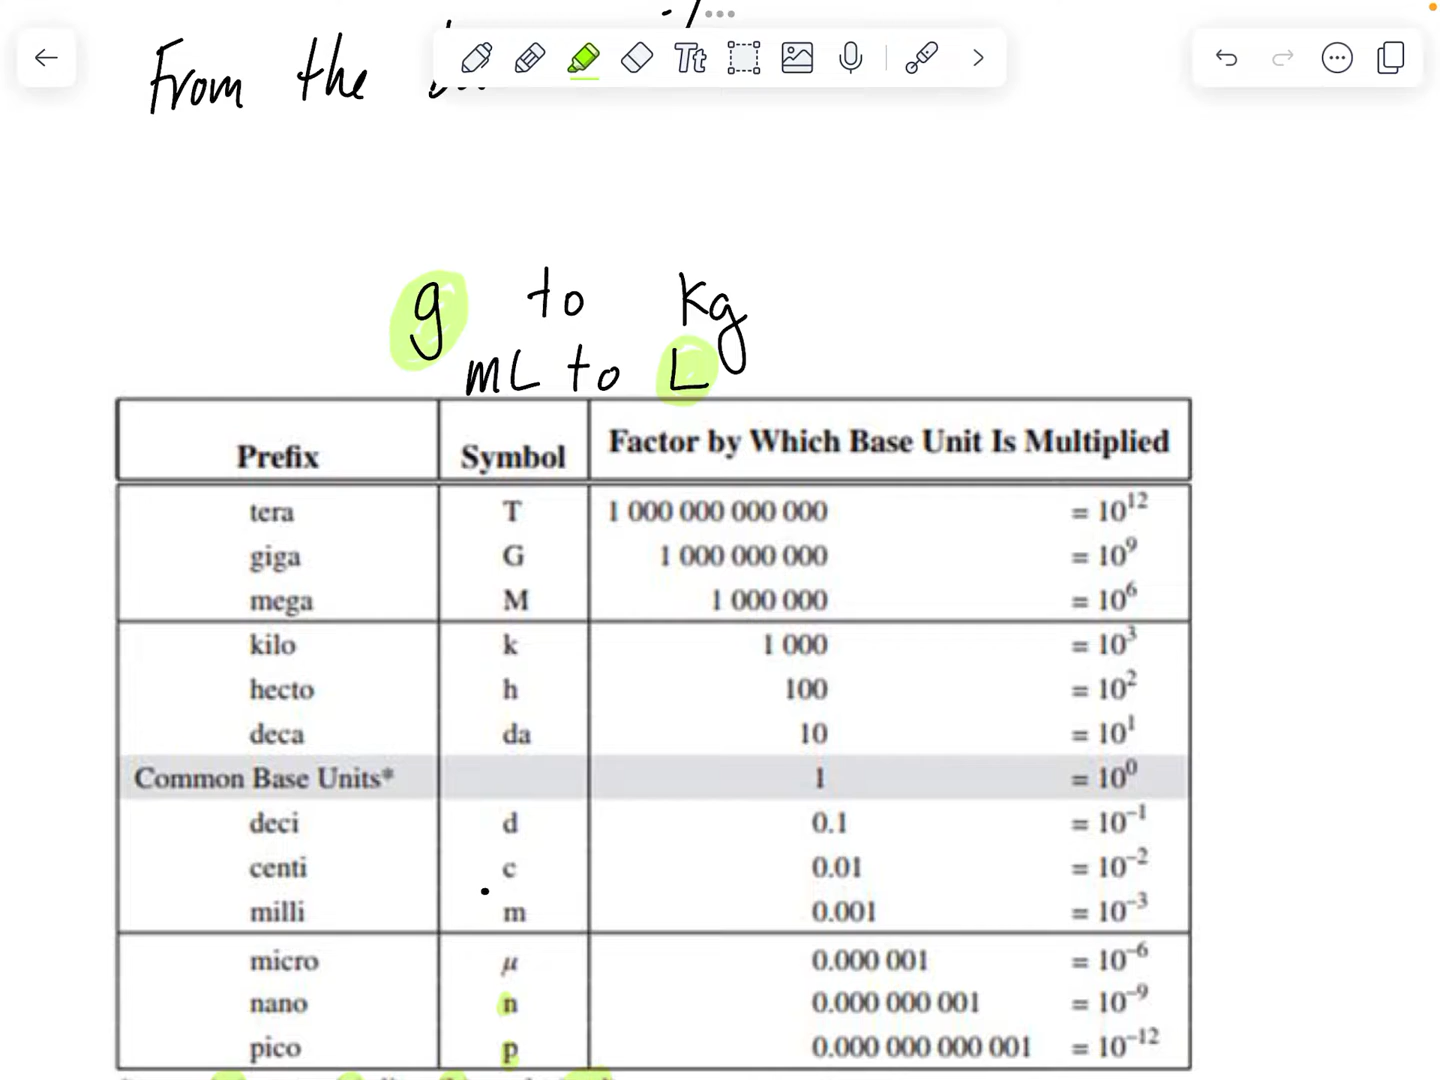 From the
Tt
g to kg
mL to L
Prefix Symbol Factor by Which Base Unit Is Multiplied
tera T 1 000 000 000 000 = 10¹²
giga G 1 000 000 000 = 10⁹
mega M 1 000 000 = 10⁶
kilo k 1 000 = 10³
hecto h 100 = 10²
deca da 10 = 10¹
Common Base Units* 1 = 10⁰
deci d 0.1 = 10⁻¹
centi c 0.01 = 10⁻²
milli m 0.001 = 10⁻³
micro μ 0.000 001 = 10⁻⁶
nano n 0.000 000 001 = 10⁻⁹
pico p 0.000 000 000 001 = 10⁻¹²